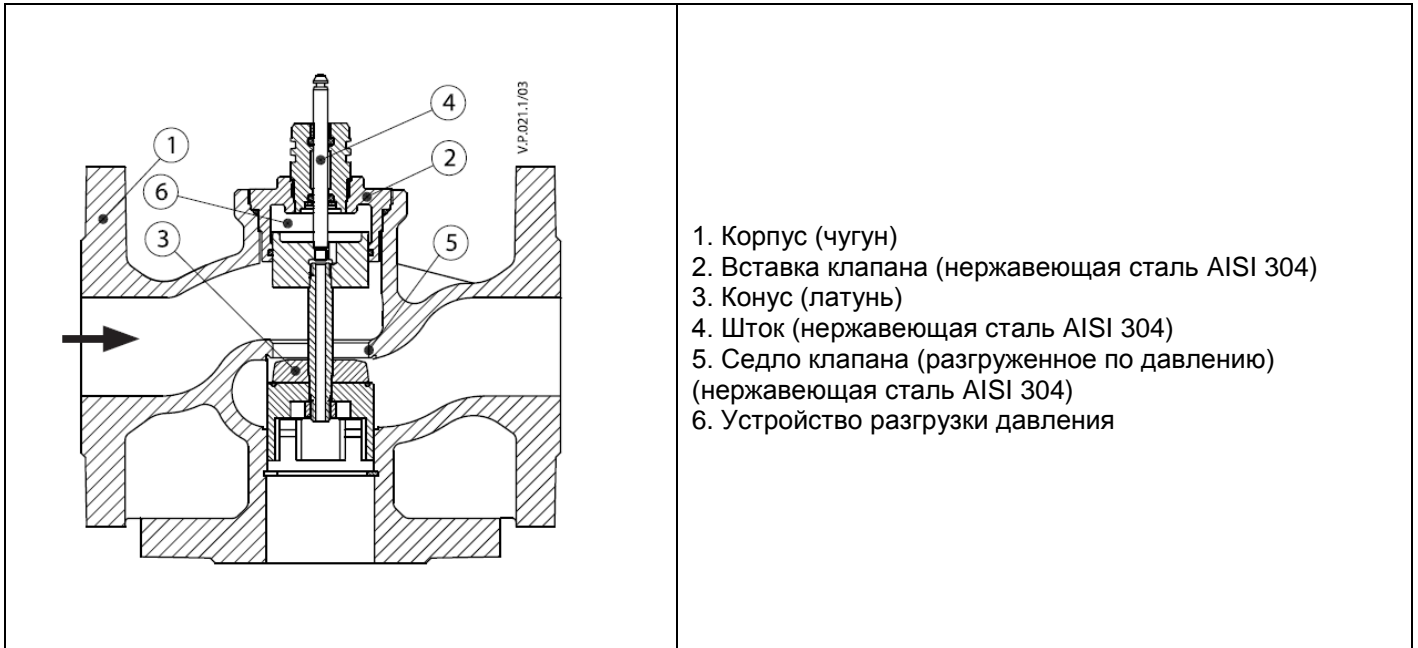 4
V.P.021.1/03
1
2
6
3
5
1. Корпус (чугун)
2. Вставка клапана (нержавеющая сталь AISI 304)
3. Конус (латунь)
4. Шток (нержавеющая сталь AISI 304)
5. Седло клапана (разгруженное по давлению)
(нержавеющая сталь AISI 304)
6. Устройство разгрузки давления